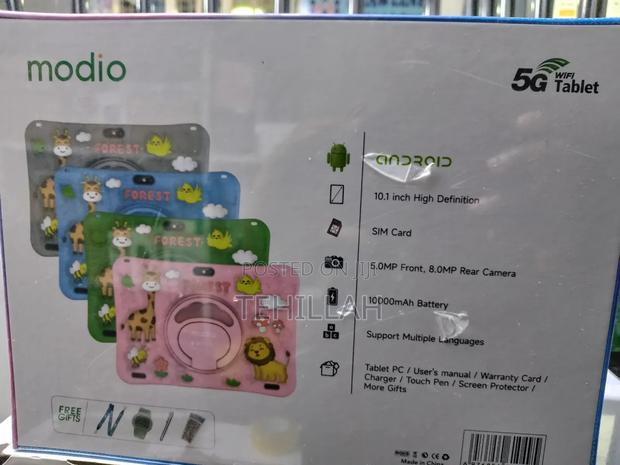 modio
5G WIFI
Tablet
FOREST
FOREST
FOREST
FOREST
ANDROID
10.1 inch High Definition
SIM Card
5.0MP Front, 8.0MP Rear Camera
10000mAh Battery
Support Multiple Languages
Tablet PC / User's manual / Warranty Card /
Charger / Touch Pen / Screen Protector /
More Gifts
POSTED ON JIJI
TEHILLAH
FREE
GIFTS
Made in China